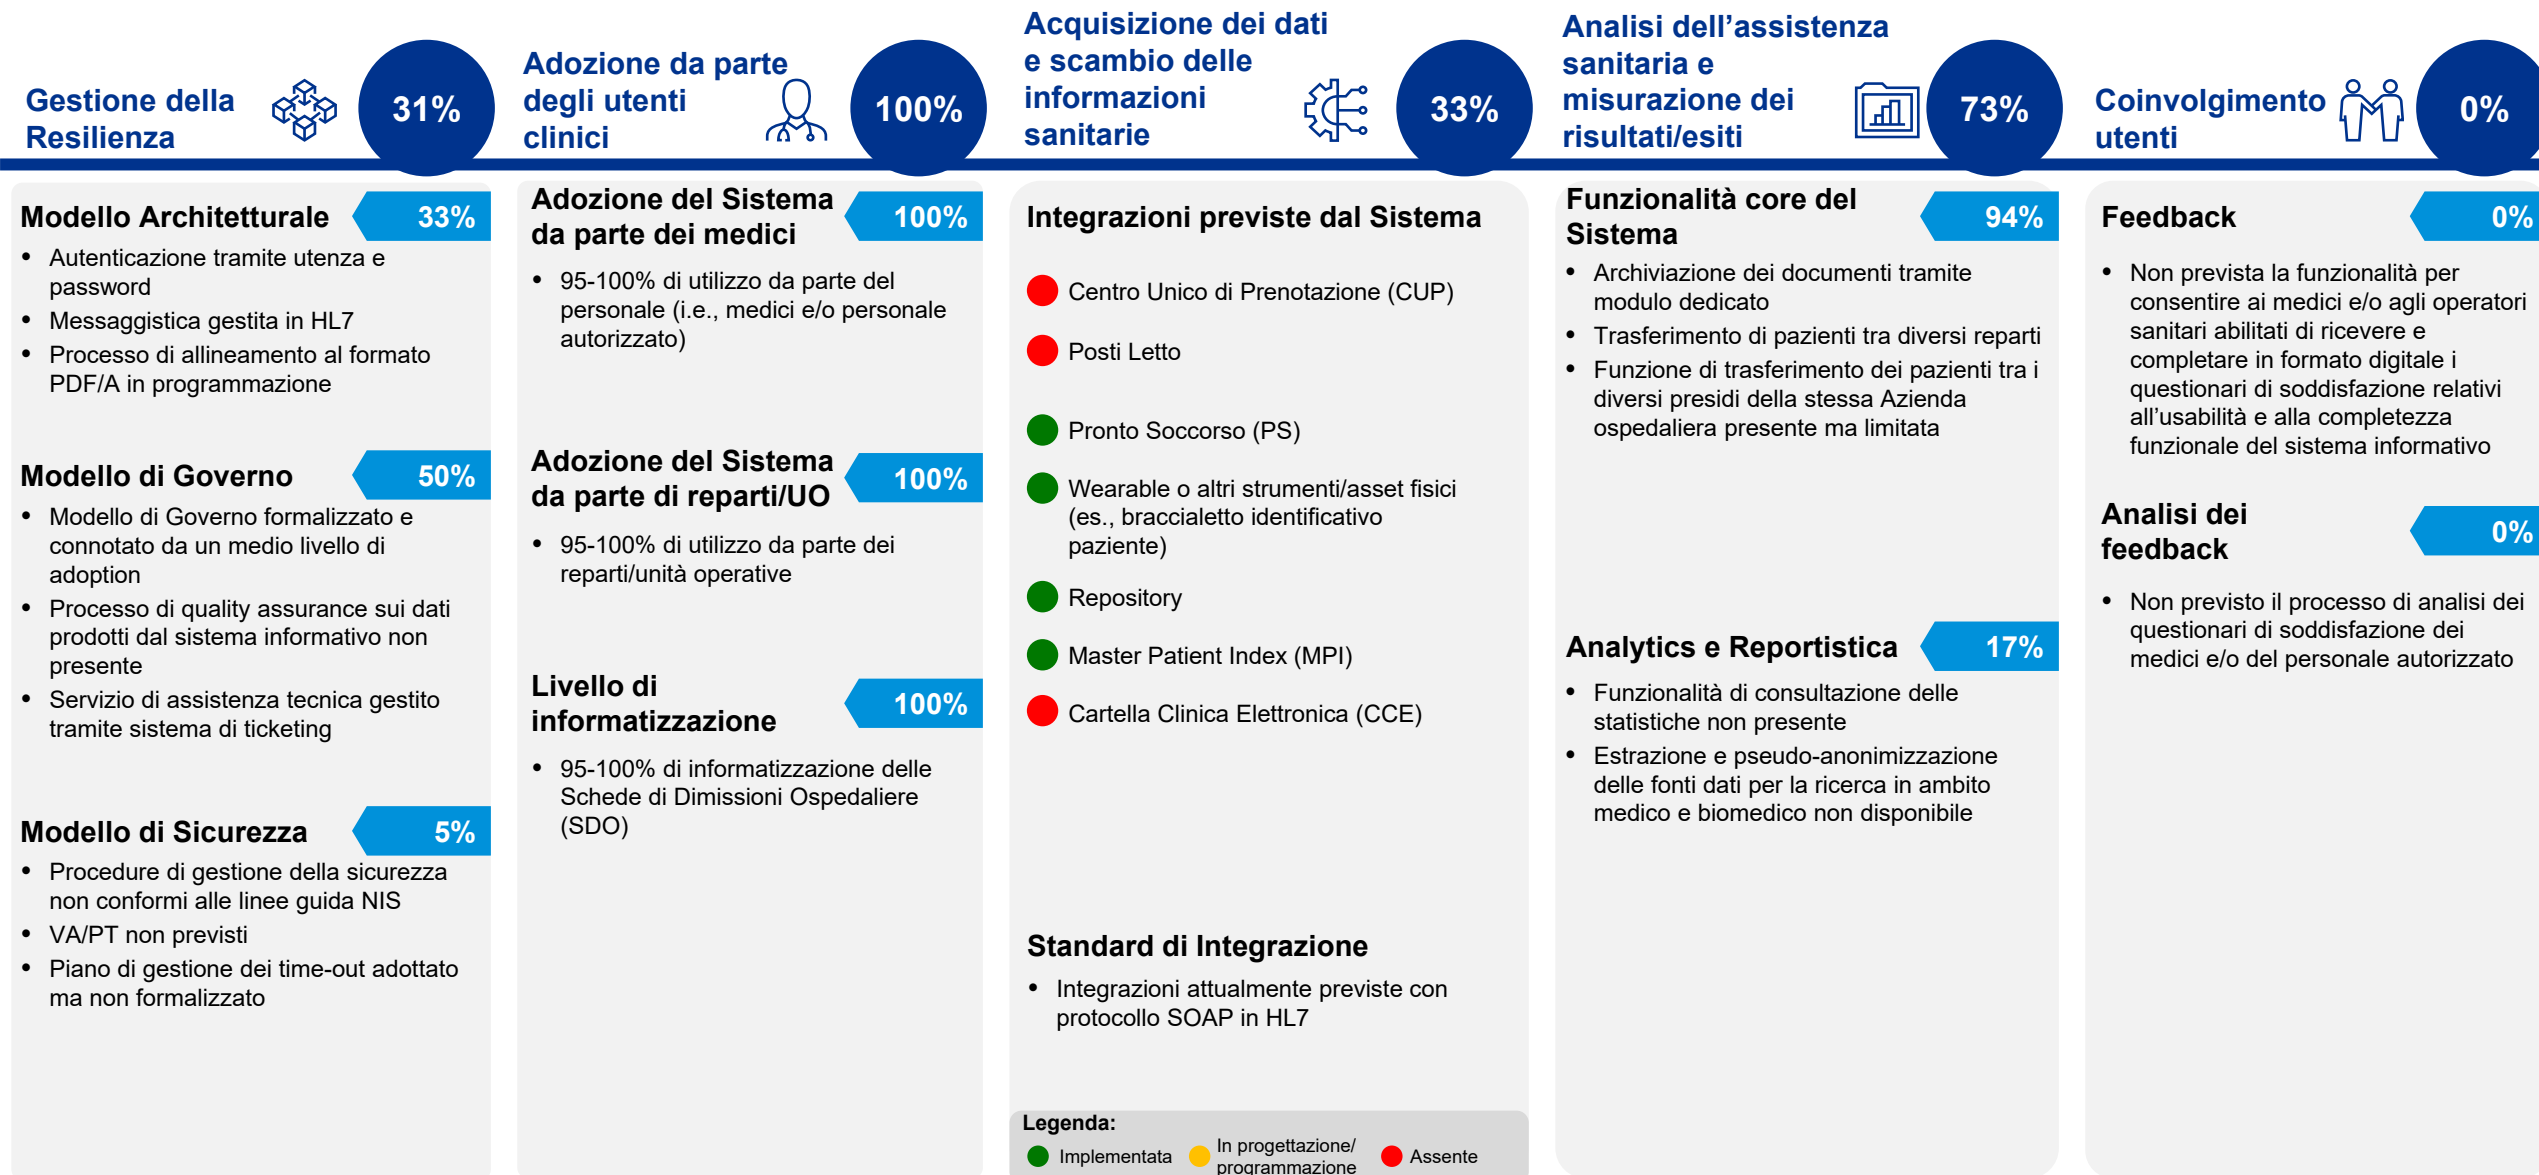 Gestione della
Resilienza
31%
Adozione da parte
degli utenti
clinici
100%
Acquisizione dei dati
e scambio delle
informazioni
sanitarie
33%
Analisi dell’assistenza
sanitaria e
misurazione dei
risultati/esiti
73%
Coinvolgimento
utenti
0%
Modello Architetturale
33%
• Autenticazione tramite utenza e
password
• Messaggistica gestita in HL7
• Processo di allineamento al formato
PDF/A in programmazione
Modello di Governo
50%
• Modello di Governo formalizzato e
connotato da un medio livello di
adoption
• Processo di quality assurance sui dati
prodotti dal sistema informativo non
presente
• Servizio di assistenza tecnica gestito
tramite sistema di ticketing
Modello di Sicurezza
5%
• Procedure di gestione della sicurezza
non conformi alle linee guida NIS
• VA/PT non previsti
• Piano di gestione dei time-out adottato
ma non formalizzato
Adozione del Sistema
da parte dei medici
100%
• 95-100% di utilizzo da parte del
personale (i.e., medici e/o personale
autorizzato)
Adozione del Sistema
da parte di reparti/UO
100%
• 95-100% di utilizzo da parte dei
reparti/unità operative
Livello di
informatizzazione
100%
• 95-100% di informatizzazione delle
Schede di Dimissioni Ospedaliere
(SDO)
Integrazioni previste dal Sistema
Centro Unico di Prenotazione (CUP)
Posti Letto
Pronto Soccorso (PS)
Wearable o altri strumenti/asset fisici
(es., braccialetto identificativo
paziente)
Repository
Master Patient Index (MPI)
Cartella Clinica Elettronica (CCE)
Standard di Integrazione
• Integrazioni attualmente previste con
protocollo SOAP in HL7
Legenda:
Implementata
In progettazione/
programmazione
Assente
Funzionalità core del
Sistema
94%
• Archiviazione dei documenti tramite
modulo dedicato
• Trasferimento di pazienti tra diversi reparti
• Funzione di trasferimento dei pazienti tra i
diversi presidi della stessa Azienda
ospedaliera presente ma limitata
Analytics e Reportistica
17%
• Funzionalità di consultazione delle
statistiche non presente
• Estrazione e pseudo-anonimizzazione
delle fonti dati per la ricerca in ambito
medico e biomedico non disponibile
Feedback
0%
• Non prevista la funzionalità per
consentire ai medici e/o agli operatori
sanitari abilitati di ricevere e
completare in formato digitale i
questionari di soddisfazione relativi
all’usabilità e alla completezza
funzionale del sistema informativo
Analisi dei
feedback
0%
• Non previsto il processo di analisi dei
questionari di soddisfazione dei
medici e/o del personale autorizzato